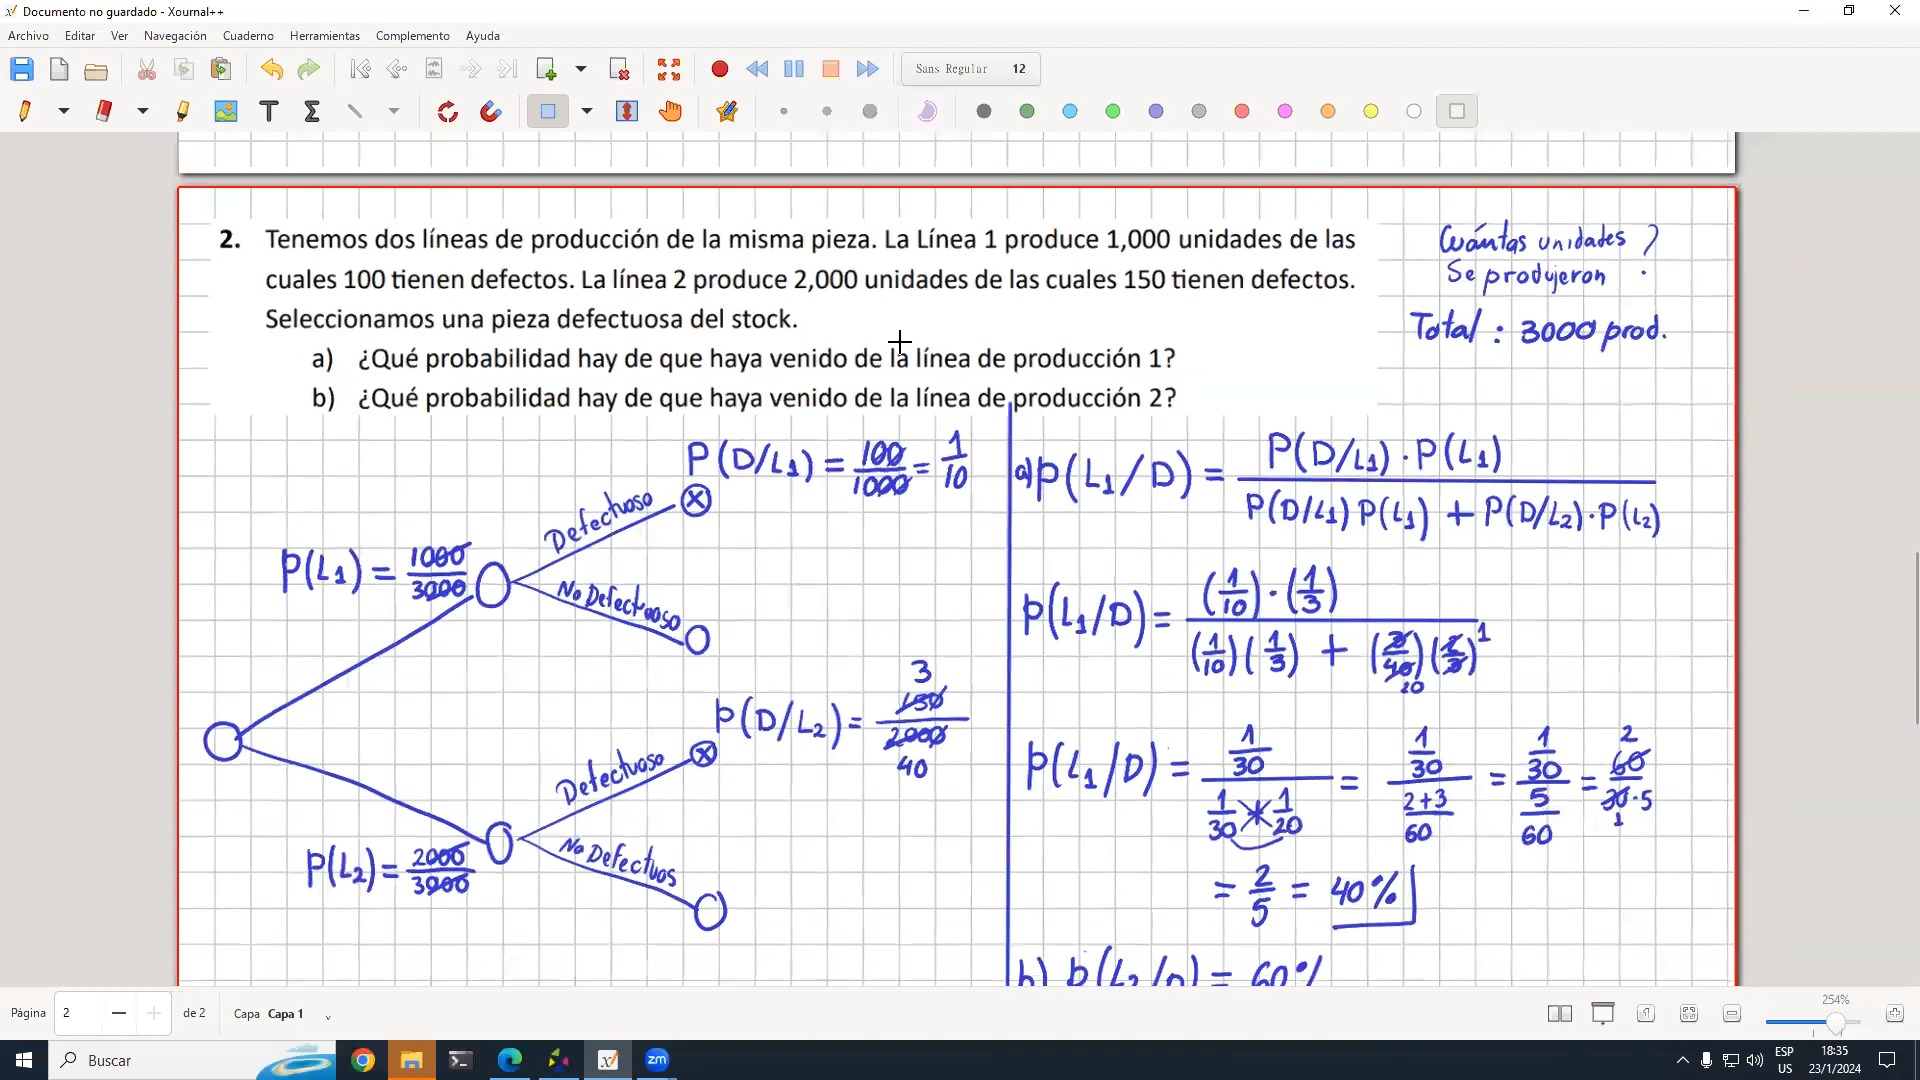 Documento no guardado - Xournal++
Archivo Editar Ver Navegación Cuaderno Herramientas Complemento Ayuda
Sans Regular 12
2. Tenemos dos líneas de producción de la misma pieza. La Línea 1 produce 1,000 unidades de las
cuales 100 tienen defectos. La línea 2 produce 2,000 unidades de las cuales 150 tienen defectos.
Seleccionamos una pieza defectuosa del stock.
a) ¿Qué probabilidad hay de que haya venido de la línea de producción 1?
b) ¿Qué probabilidad hay de que haya venido de la línea de producción 2?
Cuántas unidades ?
Se produjeron
Total : 3000 prod.
P(D/L1) = 100/1000 = 1/10
Defectuoso
P(L1) = 1000/3000
No Defectuoso
P(D/L2) = 150/2000
3
40
Defectuoso
P(L2) = 2000/3000
No Defectuos
a) P(L1/D) = P(D/L1) · P(L1) / P(D/L1) P(L1) + P(D/L2) · P(L2)
P(L1/D) = (1/10) · (1/3) / (1/10)(1/3) + (3/40)(2/3)
1
20
P(L1/D) = 1/30 / 1/30 1/20 = 1/30 / 2+3/60 = 1/30 / 5/60 = 60/30·5
2
1
= 2/5 = 40%
b) P(L2/D) = 60%
Página 2 de 2 Capa Capa 1
254%
Buscar
zm
ESP
US
18:35
23/1/2024